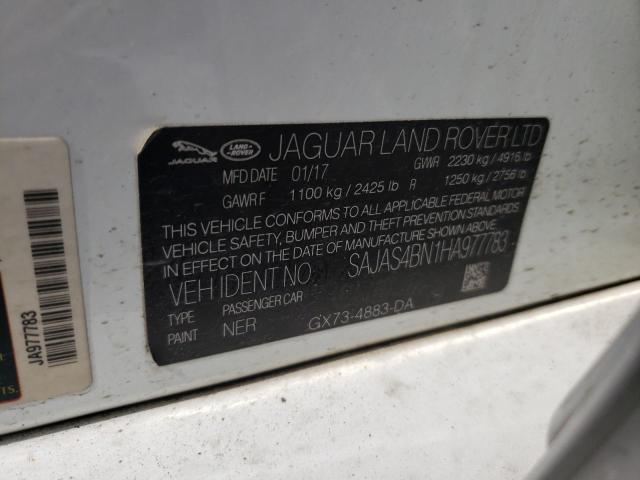 JAGUAR
LAND-
ROVER
JAGUAR LAND ROVER LTD
MFD DATE 01/17 GVWR 2230 kg / 4916 lb
GAWR F 1100 kg / 2425 lb R 1250 kg / 2756 lb
THIS VEHICLE CONFORMS TO ALL APPLICABLE FEDERAL MOTOR
VEHICLE SAFETY, BUMPER AND THEFT PREVENTION STANDARDS
IN EFFECT ON THE DATE OF MANUFACTURE SHOWN ABOVE
VEH IDENT NO. SAJAS4BN1HA977783
TYPE PASSENGER CAR
PAINT NER GX73-4883-DA
JA977783